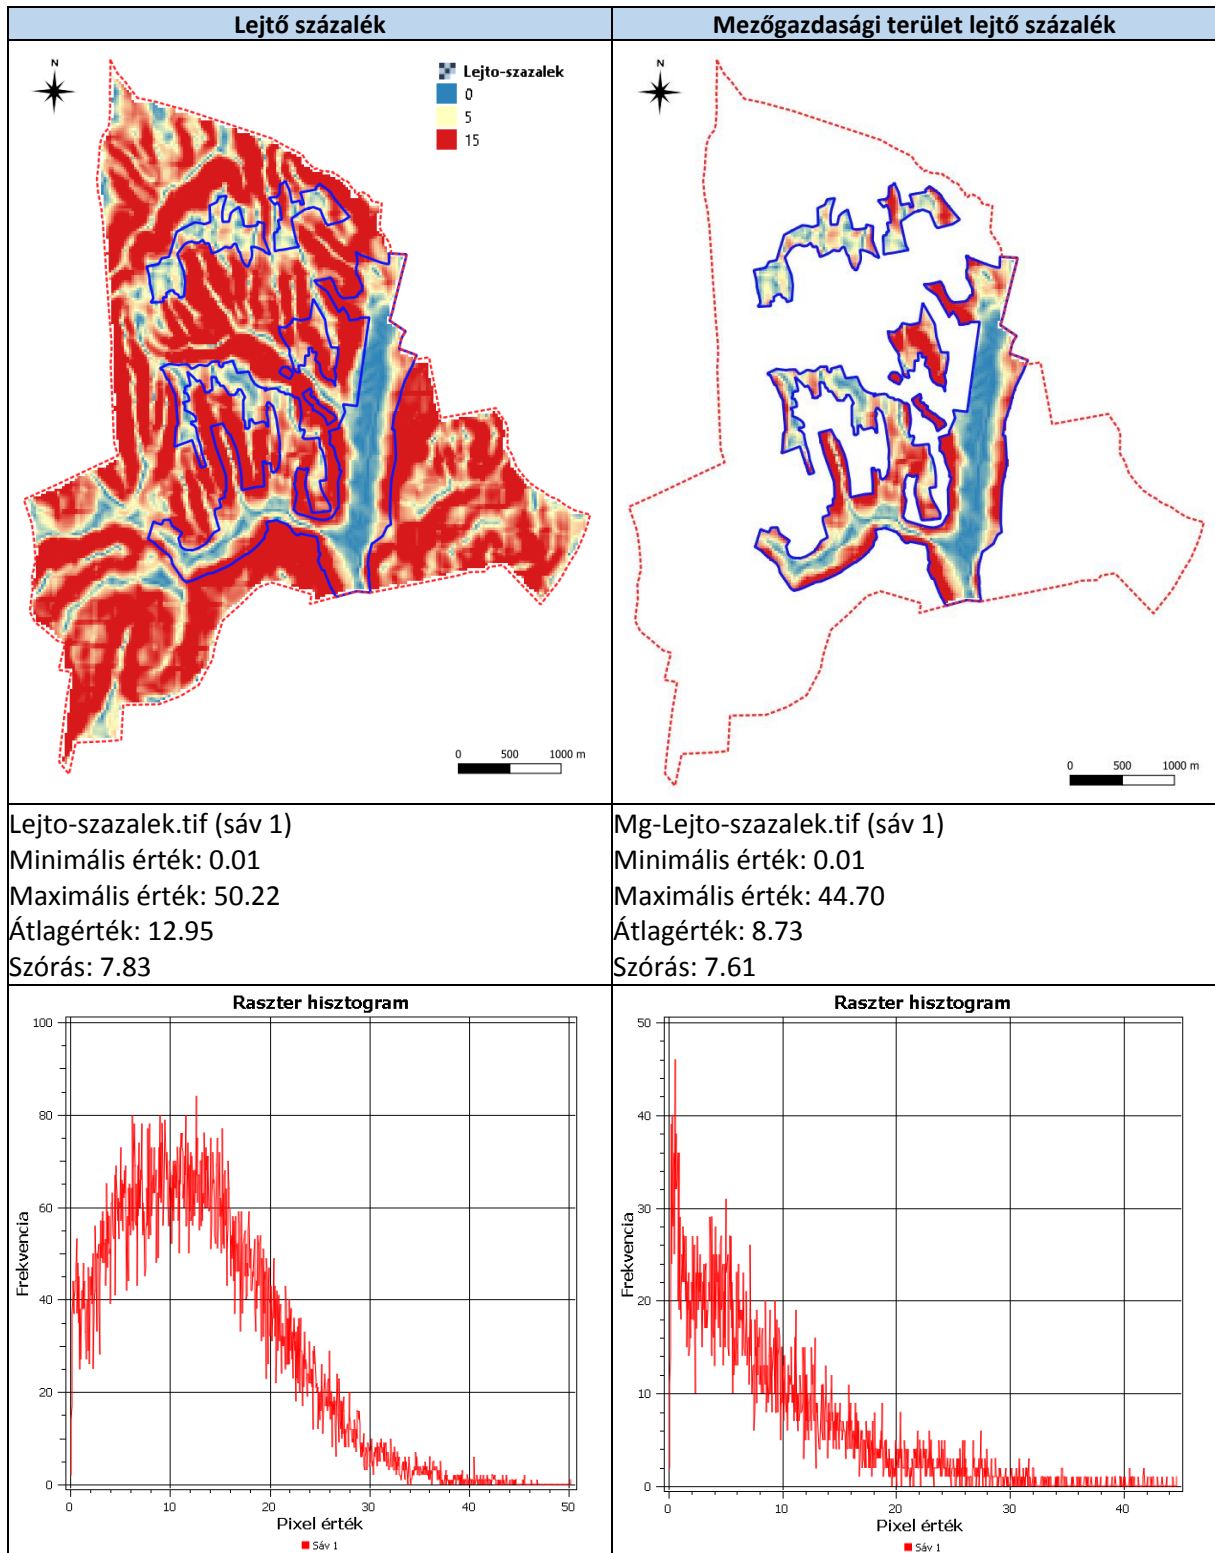 Lejtő százalék
Mezőgazdasági terület lejtő százalék
N
Lejto-szazalek
0
5
15
0 500 1000 m
N
0 500 1000 m
Lejto-szazalek.tif (sáv 1)
Minimális érték: 0.01
Maximális érték: 50.22
Átlagérték: 12.95
Szórás: 7.83
Mg-Lejto-szazalek.tif (sáv 1)
Minimális érték: 0.01
Maximális érték: 44.70
Átlagérték: 8.73
Szórás: 7.61
Raszter hisztogram
100
80
60
40
20
0
Frekvencia
0 10 20 30 40 50
Pixel érték
Sáv 1
Raszter hisztogram
50
40
30
20
10
0
Frekvencia
0 10 20 30 40
Pixel érték
Sáv 1